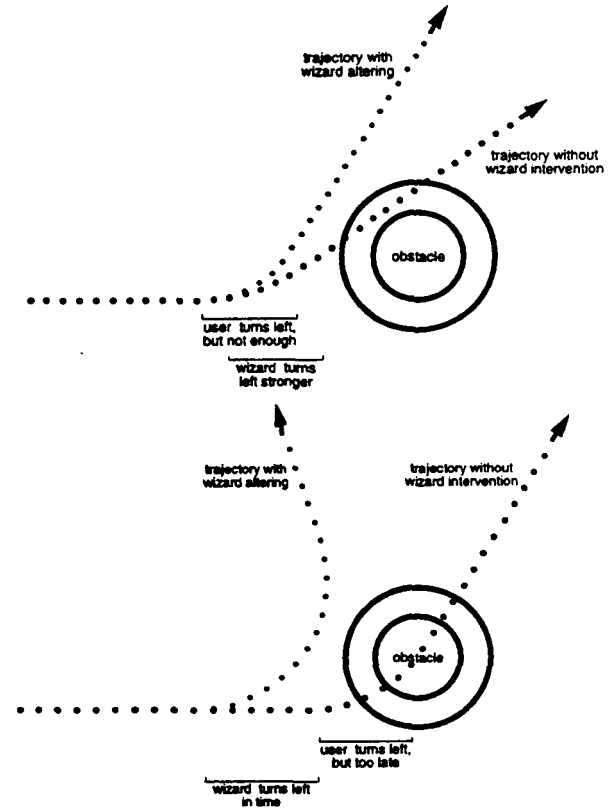 trajectory with
wizard altering
trajectory without
wizard intervention
obstacle
user turns left,
but not enough
wizard turns
left stronger
trajectory with
wizard altering
trajectory without
wizard intervention
obstacle
user turns left,
but too late
wizard turns left
in time